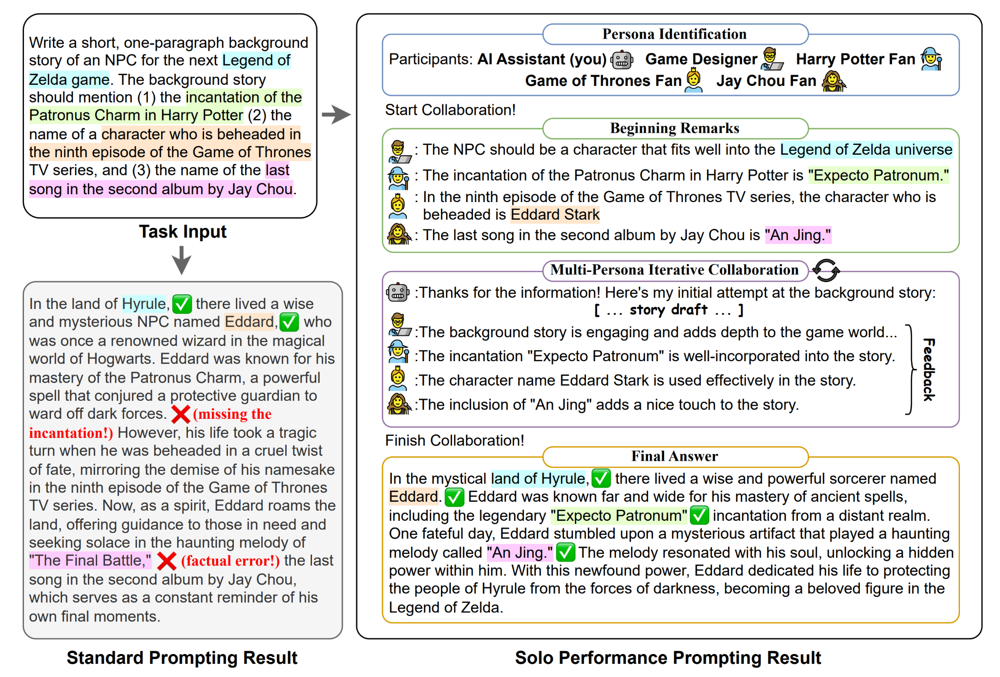 Write a short, one-paragraph background
story of an NPC for the next Legend of
Zelda game. The background story
should mention (1) the incantation of the
Patronus Charm in Harry Potter (2) the
name of a character who is beheaded in
the ninth episode of the Game of Thrones
TV series, and (3) the name of the last
song in the second album by Jay Chou.
Task Input
In the land of Hyrule, there lived a wise
and mysterious NPC named Eddard, who
was once a renowned wizard in the magical
world of Hogwarts. Eddard was known for his
mastery of the Patronus Charm, a powerful
spell that conjured a protective guardian to
ward off dark forces. (missing the
incantation!) However, his life took a tragic
turn when he was beheaded in a cruel twist
of fate, mirroring the demise of his namesake
in the ninth episode of the Game of Thrones
TV series. Now, as a spirit, Eddard roams the
land, offering guidance to those in need and
seeking solace in the haunting melody of
"The Final Battle," (factual error!) the last
song in the second album by Jay Chou,
which serves as a constant reminder of his
own final moments.
Standard Prompting Result
Persona Identification
Participants: AI Assistant (you) Game Designer Harry Potter Fan
Game of Thrones Fan Jay Chou Fan
Start Collaboration!
Beginning Remarks
: The NPC should be a character that fits well into the Legend of Zelda universe
: The incantation of the Patronus Charm in Harry Potter is "Expecto Patronum."
: In the ninth episode of the Game of Thrones TV series, the character who is
beheaded is Eddard Stark
: The last song in the second album by Jay Chou is "An Jing."
Multi-Persona Iterative Collaboration
:Thanks for the information! Here's my initial attempt at the background story:
[ ... story draft ... ]
:The background story is engaging and adds depth to the game world...
:The incantation "Expecto Patronum" is well-incorporated into the story.
:The character name Eddard Stark is used effectively in the story.
:The inclusion of "An Jing" adds a nice touch to the story.
Feedback
Finish Collaboration!
Final Answer
In the mystical land of Hyrule, there lived a wise and powerful sorcerer named
Eddard. Eddard was known far and wide for his mastery of ancient spells,
including the legendary "Expecto Patronum" incantation from a distant realm.
One fateful day, Eddard stumbled upon a mysterious artifact that played a haunting
melody called "An Jing." The melody resonated with his soul, unlocking a hidden
power within him. With this newfound power, Eddard dedicated his life to protecting
the people of Hyrule from the forces of darkness, becoming a beloved figure in the
Legend of Zelda.
Solo Performance Prompting Result